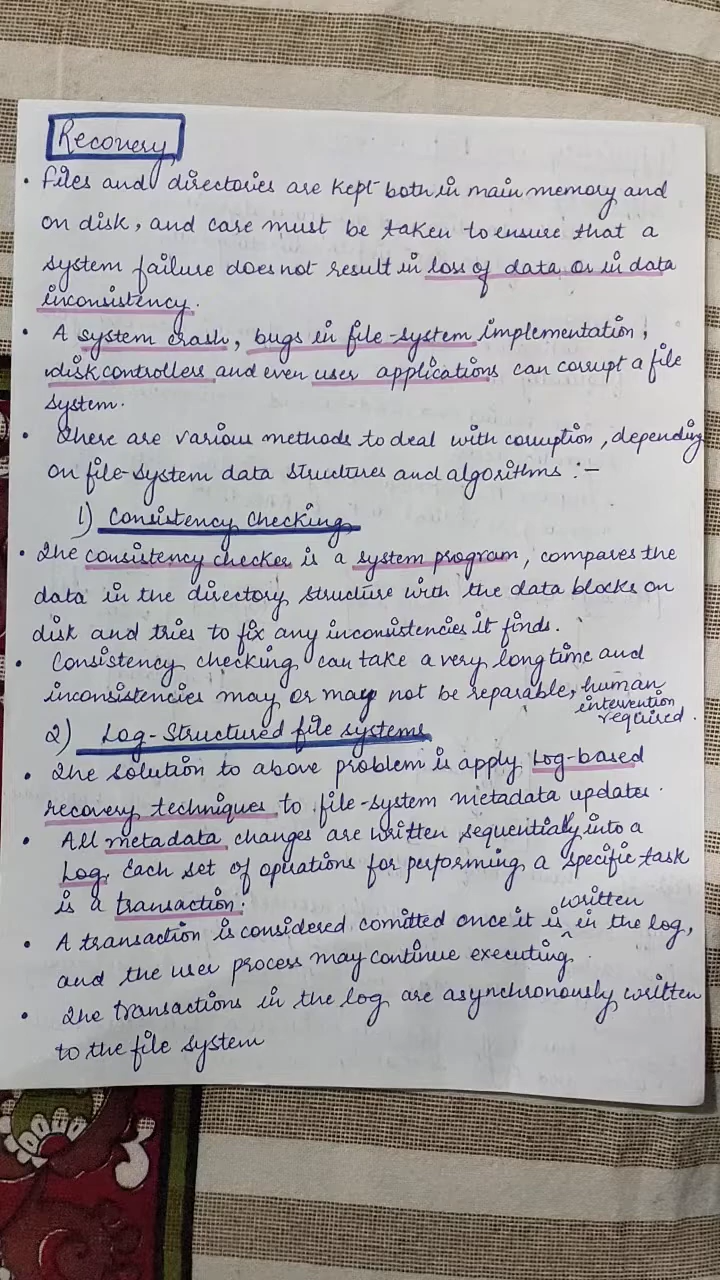 Recovery
• Files and directories are kept both in main memory and
on disk, and care must be taken to ensure that a
system failure does not result in loss of data or in data
inconsistency.
• A system crash, bugs in file-system implementation,
disk controllers and even user applications can corrupt a file
system.
• There are various methods to deal with corruption, depending
on file-system data structures and algorithms :-
1) Consistency Checking
• The consistency checker is a system program, compares the
data in the directory structure with the data blocks on
disk and tries to fix any inconsistencies it finds.
• Consistency checking can take a very long time and
inconsistencies may or may not be reparable, human
intervention
required.
2) Log-Structured file systems
• The solution to above problem is apply Log-based
recovery techniques to file-system metadata updates.
• All metadata changes are written sequentially into a
Log. Each set of oprations for performing a specific task
is a transaction.
• A transaction is considered comitted once it is written in the log,
and the user process may continue executing.
• The transactions in the log are asynchronously written
to the file system